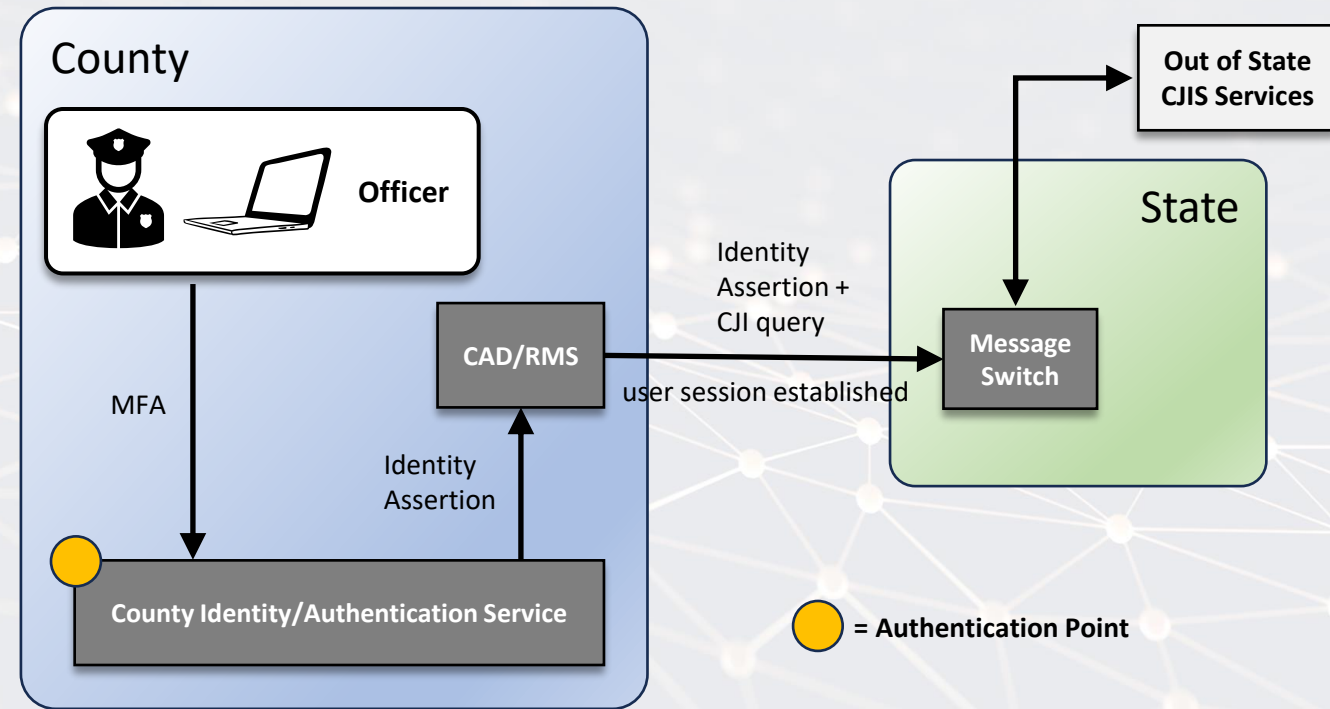 County
Officer
MFA
CAD/RMS
Identity
Assertion
County Identity/Authentication Service
Identity
Assertion +
CJI query
user session established
Out of State
CJIS Services
State
Message
Switch
= Authentication Point